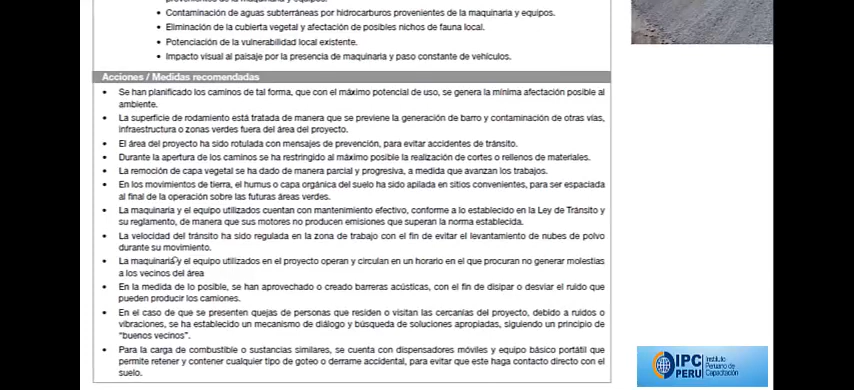 • Contaminación de aguas subterráneas por hidrocarburos provenientes de la maquinaria y equipos.
• Eliminación de la cubierta vegetal y afectación de posibles nichos de fauna local.
• Potenciación de la vulnerabilidad local existente.
• Impacto visual al paisaje por la presencia de maquinaria y paso constante de vehículos.
Acciones / Medidas recomendadas
• Se han planificado los caminos de tal forma, que con el máximo potencial de uso, se genera la mínima afectación posible al
ambiente.
• La superficie de rodamiento está tratada de manera que se previene la generación de barro y contaminación de otras vías,
infraestructura o zonas verdes fuera del área del proyecto.
• El área del proyecto ha sido rotulada con mensajes de prevención, para evitar accidentes de tránsito.
• Durante la apertura de los caminos se ha restringido al máximo posible la realización de cortes o rellenos de materiales.
• La remoción de capa vegetal se ha dado de manera parcial y progresiva, a medida que avanzan los trabajos.
• En los movimientos de tierra, el humus o capa orgánica del suelo ha sido apilada en sitios convenientes, para ser espaciada
al final de la operación sobre las futuras áreas verdes.
• La maquinaria y el equipo utilizados cuentan con mantenimiento efectivo, conforme a lo establecido en la Ley de Tránsito y
su reglamento, de manera que sus motores no producen emisiones que superan la norma establecida.
• La velocidad del tránsito ha sido regulada en la zona de trabajo con el fin de evitar el levantamiento de nubes de polvo
durante su movimiento.
• La maquinaria y el equipo utilizados en el proyecto operan y circulan en un horario en el que procuran no generar molestias
a los vecinos del área
• En la medida de lo posible, se han aprovechado o creado barreras acústicas, con el fin de disipar o desviar el ruido que
pueden producir los camiones.
• En el caso de que se presenten quejas de personas que residen o visitan las cercanías del proyecto, debido a ruidos o
vibraciones, se ha establecido un mecanismo de diálogo y búsqueda de soluciones apropiadas, siguiendo un principio de
"buenos vecinos".
• Para la carga de combustible o sustancias similares, se cuenta con dispensadores móviles y equipo básico portátil que
permite retener y contener cualquier tipo de goteo o derrame accidental, para evitar que este haga contacto directo con el
suelo.
IPC PERU
Instituto
Peruano de
Capacitación